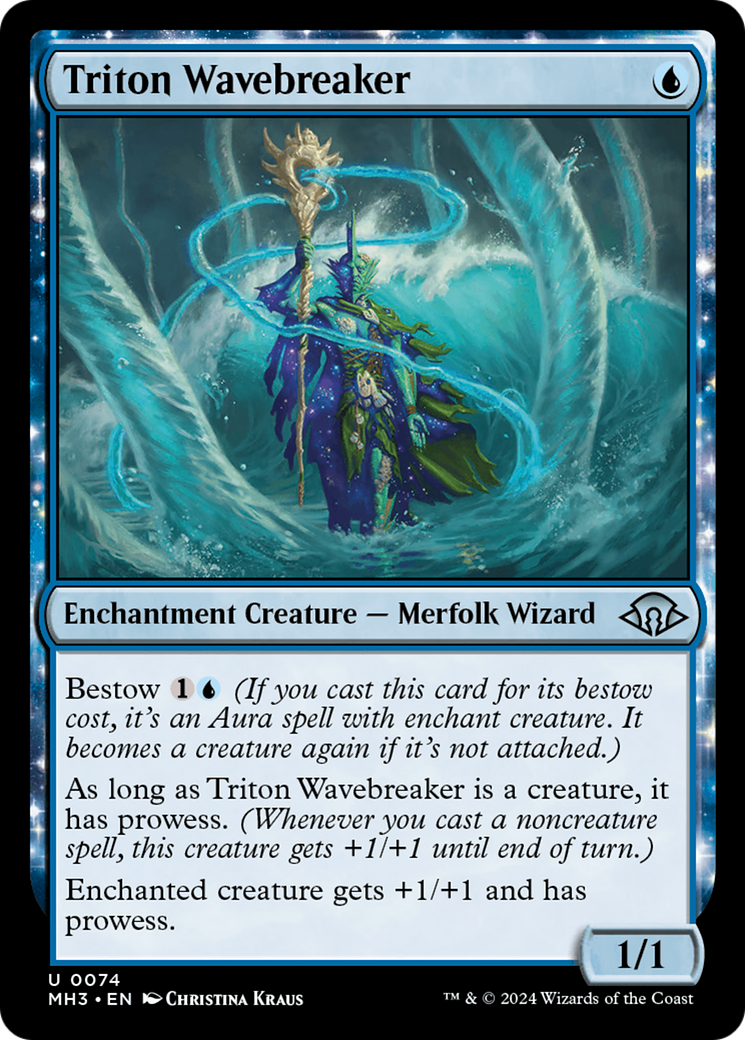 Triton Wavebreaker
Enchantment Creature — Merfolk Wizard
Bestow 1 (If you cast this card for its bestow
cost, it's an Aura spell with enchant creature. It
becomes a creature again if it's not attached.)
As long as Triton Wavebreaker is a creature, it
has prowess. (Whenever you cast a noncreature
spell, this creature gets +1/+1 until end of turn.)
Enchanted creature gets +1/+1 and has
prowess.
1/1
U 0074
MH3 • EN Christina Kraus
™ & © 2024 Wizards of the Coast